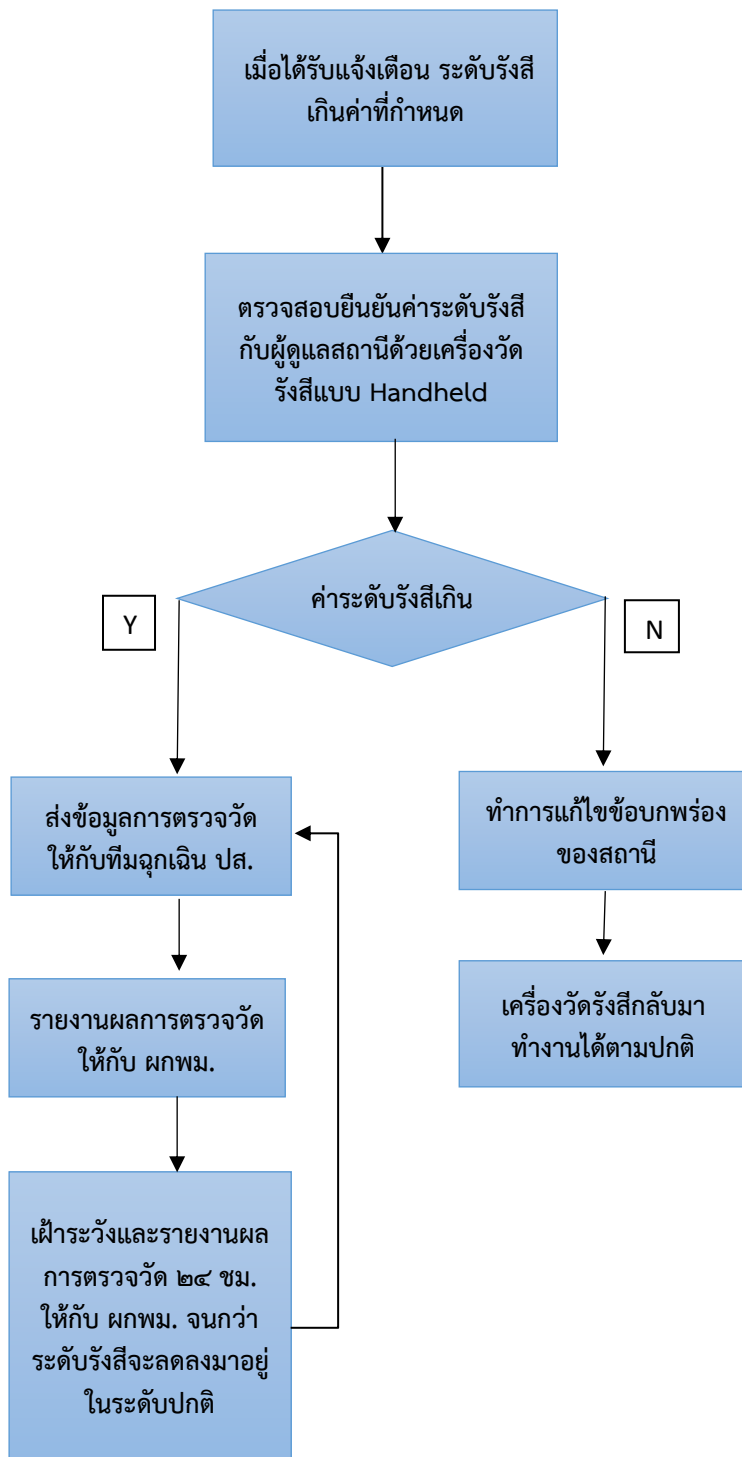 เมื่อได้รับแจ้งเตือน ระดับรังสี
เกินค่าที่กำหนด
ตรวจสอบยืนยันค่าระดับรังสี
กับผู้ดูแลสถานีด้วยเครื่องวัด
รังสีแบบ Handheld
ค่าระดับรังสีเกิน
Y
N
ส่งข้อมูลการตรวจวัด
ให้กับทีมฉุกเฉิน ปส.
รายงานผลการตรวจวัด
ให้กับ ผกพม.
เฝ้าระวังและรายงานผล
การตรวจวัด ๒๔ ชม.
ให้กับ ผกพม. จนกว่า
ระดับรังสีจะลดลงมาอยู่
ในระดับปกติ
ทำการแก้ไขข้อบกพร่อง
ของสถานี
เครื่องวัดรังสีกลับมา
ทำงานได้ตามปกติ